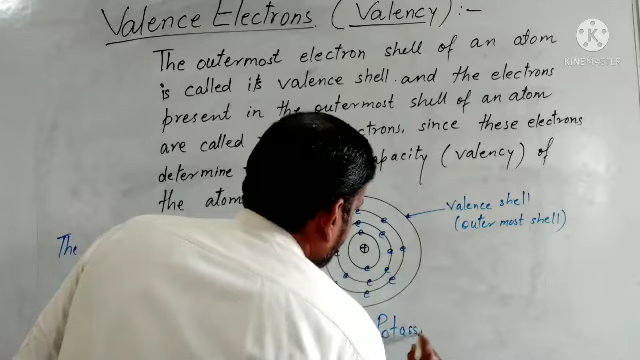 Valence Electrons (Valency) :-
The outermost electron shell of an atom
is called its valence shell and the electrons
present in the outermost shell of an atom
are called ctrons, since these electrons
determine apacity (valency) of
the atom
valence shell
(outer most shell)
The
Potass
KINEMASTER